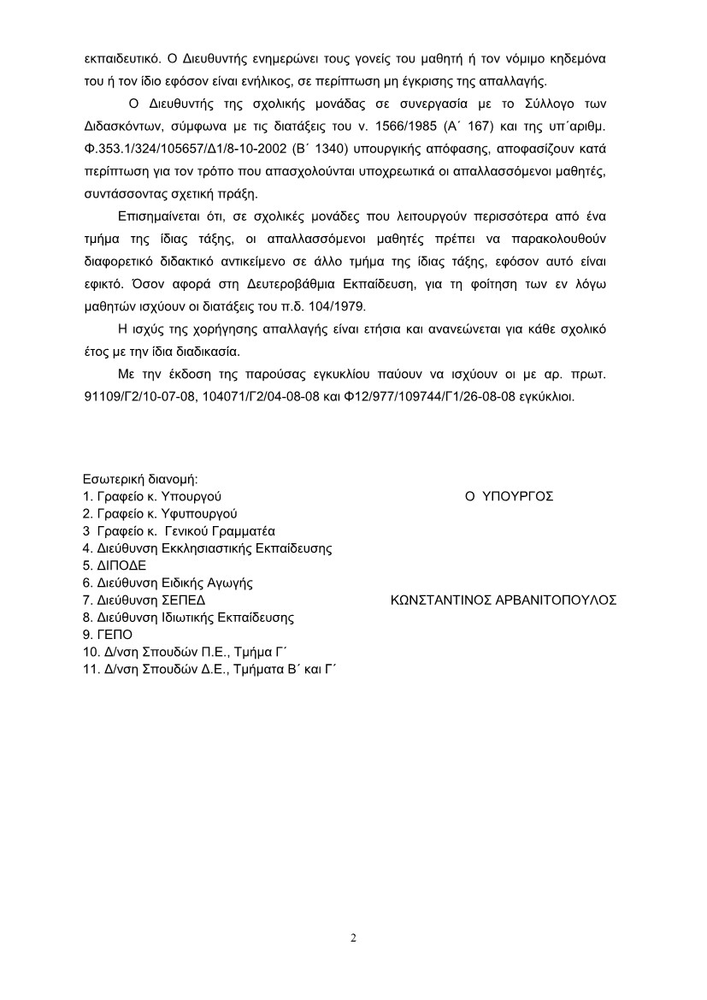 εκπαιδευτικό. Ο Διευθυντής ενημερώνει τους γονείς του μαθητή ή τον νόμιμο κηδεμόνα
του ή τον ίδιο εφόσον είναι ενήλικος, σε περίπτωση μη έγκρισης της απαλλαγής.
Ο Διευθυντής της σχολικής μονάδας σε συνεργασία με το Σύλλογο των
Διδασκόντων, σύμφωνα με τις διατάξεις του ν. 1566/1985 (Α΄ 167) και της υπ΄αριθμ.
Φ.353.1/324/105657/Δ1/8-10-2002 (Β΄ 1340) υπουργικής απόφασης, αποφασίζουν κατά
περίπτωση για τον τρόπο που απασχολούνται υποχρεωτικά οι απαλλασσόμενοι μαθητές,
συντάσσοντας σχετική πράξη.
Επισημαίνεται ότι, σε σχολικές μονάδες που λειτουργούν περισσότερα από ένα
τμήμα της ίδιας τάξης, οι απαλλασσόμενοι μαθητές πρέπει να παρακολουθούν
διαφορετικό διδακτικό αντικείμενο σε άλλο τμήμα της ίδιας τάξης, εφόσον αυτό είναι
εφικτό. Όσον αφορά στη Δευτεροβάθμια Εκπαίδευση, για τη φοίτηση των εν λόγω
μαθητών ισχύουν οι διατάξεις του π.δ. 104/1979.
Η ισχύς της χορήγησης απαλλαγής είναι ετήσια και ανανεώνεται για κάθε σχολικό
έτος με την ίδια διαδικασία.
Με την έκδοση της παρούσας εγκυκλίου παύουν να ισχύουν οι με αρ. πρωτ.
91109/Γ2/10-07-08, 104071/Γ2/04-08-08 και Φ12/977/109744/Γ1/26-08-08 εγκύκλιοι.
Εσωτερική διανομή:
1. Γραφείο κ. Υπουργού
Ο ΥΠΟΥΡΓΟΣ
2. Γραφείο κ. Υφυπουργού
3 Γραφείο κ. Γενικού Γραμματέα
4. Διεύθυνση Εκκλησιαστικής Εκπαίδευσης
5. ΔΙΠΟΔΕ
6. Διεύθυνση Ειδικής Αγωγής
7. Διεύθυνση ΣΕΠΕΔ
ΚΩΝΣΤΑΝΤΙΝΟΣ ΑΡΒΑΝΙΤΟΠΟΥΛΟΣ
8. Διεύθυνση Ιδιωτικής Εκπαίδευσης
9. ΓΕΠΟ
10. Δ/νση Σπουδών Π.Ε., Τμήμα Γ΄
11. Δ/νση Σπουδών Δ.Ε., Τμήματα Β΄ και Γ΄
2